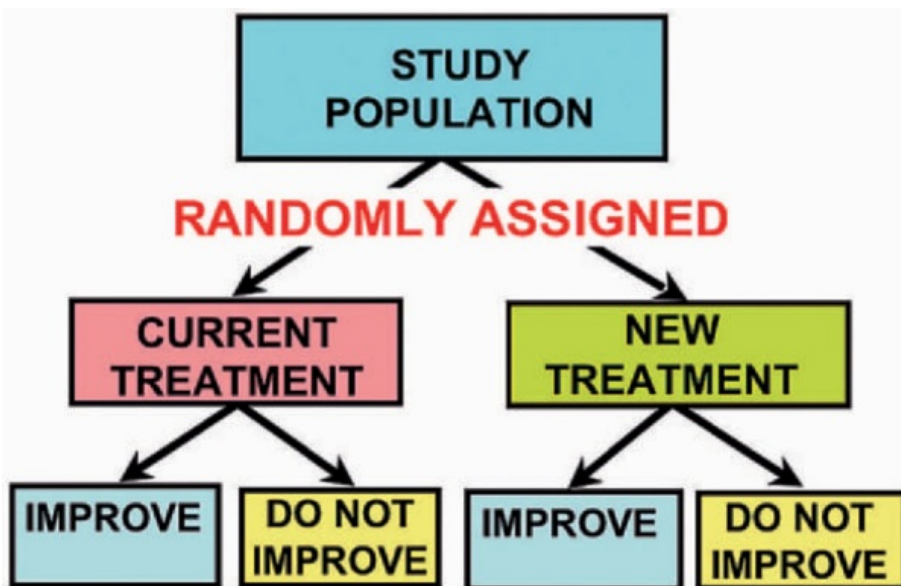 STUDY
POPULATION
RANDOMLY ASSIGNED
CURRENT
TREATMENT
NEW
TREATMENT
IMPROVE
DO NOT
IMPROVE
IMPROVE
DO NOT
IMPROVE